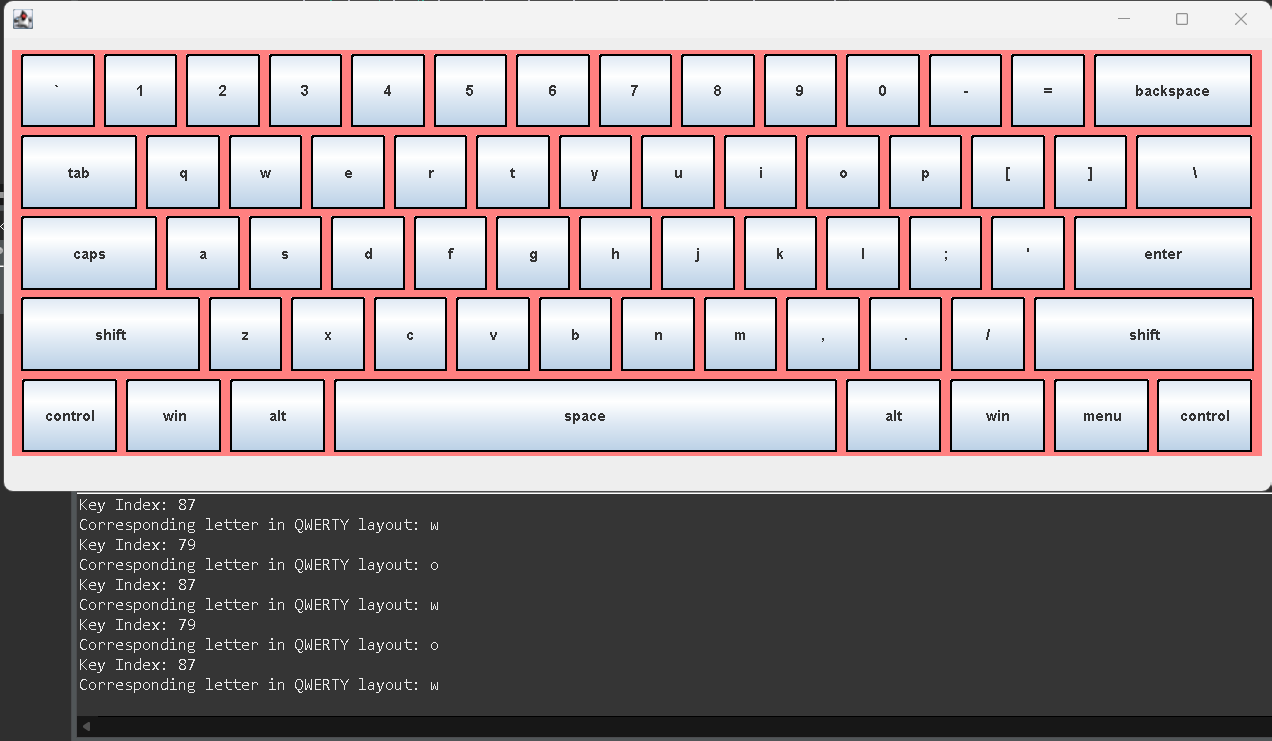 ` 1 2 3 4 5 6 7 8 9 0 - = backspace
tab q w e r t y u i o p [ ] \
caps a s d f g h j k l ; ' enter
shift z x c v b n m , . / shift
control win alt space alt win menu control
Key Index: 87
Corresponding letter in QWERTY layout: w
Key Index: 79
Corresponding letter in QWERTY layout: o
Key Index: 87
Corresponding letter in QWERTY layout: w
Key Index: 79
Corresponding letter in QWERTY layout: o
Key Index: 87
Corresponding letter in QWERTY layout: w